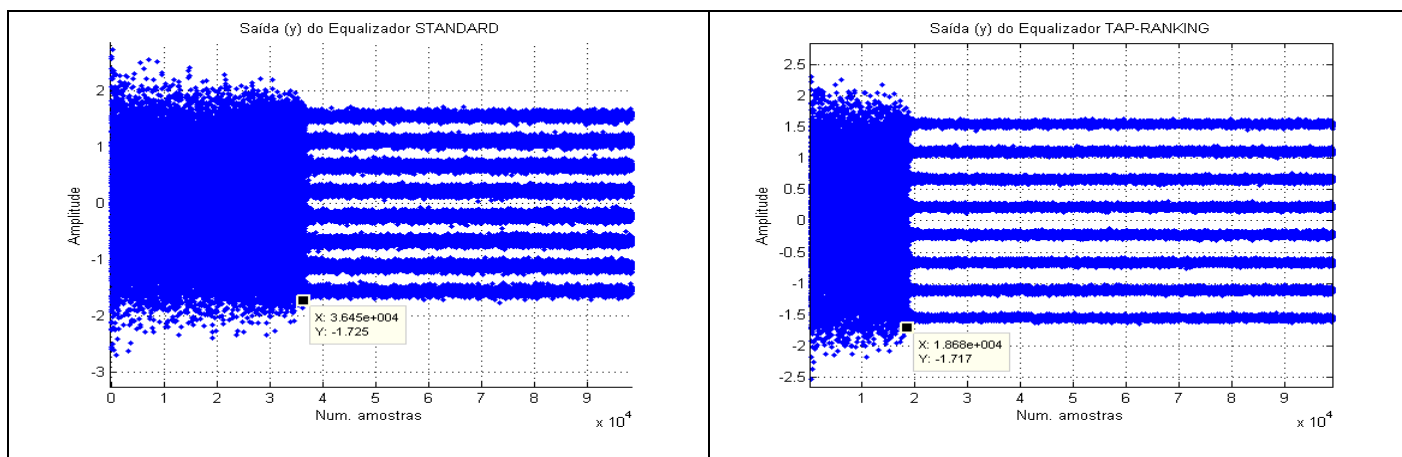 Saída (y) do Equalizador STANDARD
2
1
0
-1
-2
-3
Amplitude
X: 3.645e+004
Y: -1.725
0 1 2 3 4 5 6 7 8 9
Num. amostras
x 10^4
Saída (y) do Equalizador TAP-RANKING
2.5
2
1.5
1
0.5
0
-0.5
-1
-1.5
-2
-2.5
Amplitude
X: 1.868e+004
Y: -1.717
1 2 3 4 5 6 7 8 9
Num. amostras
x 10^4